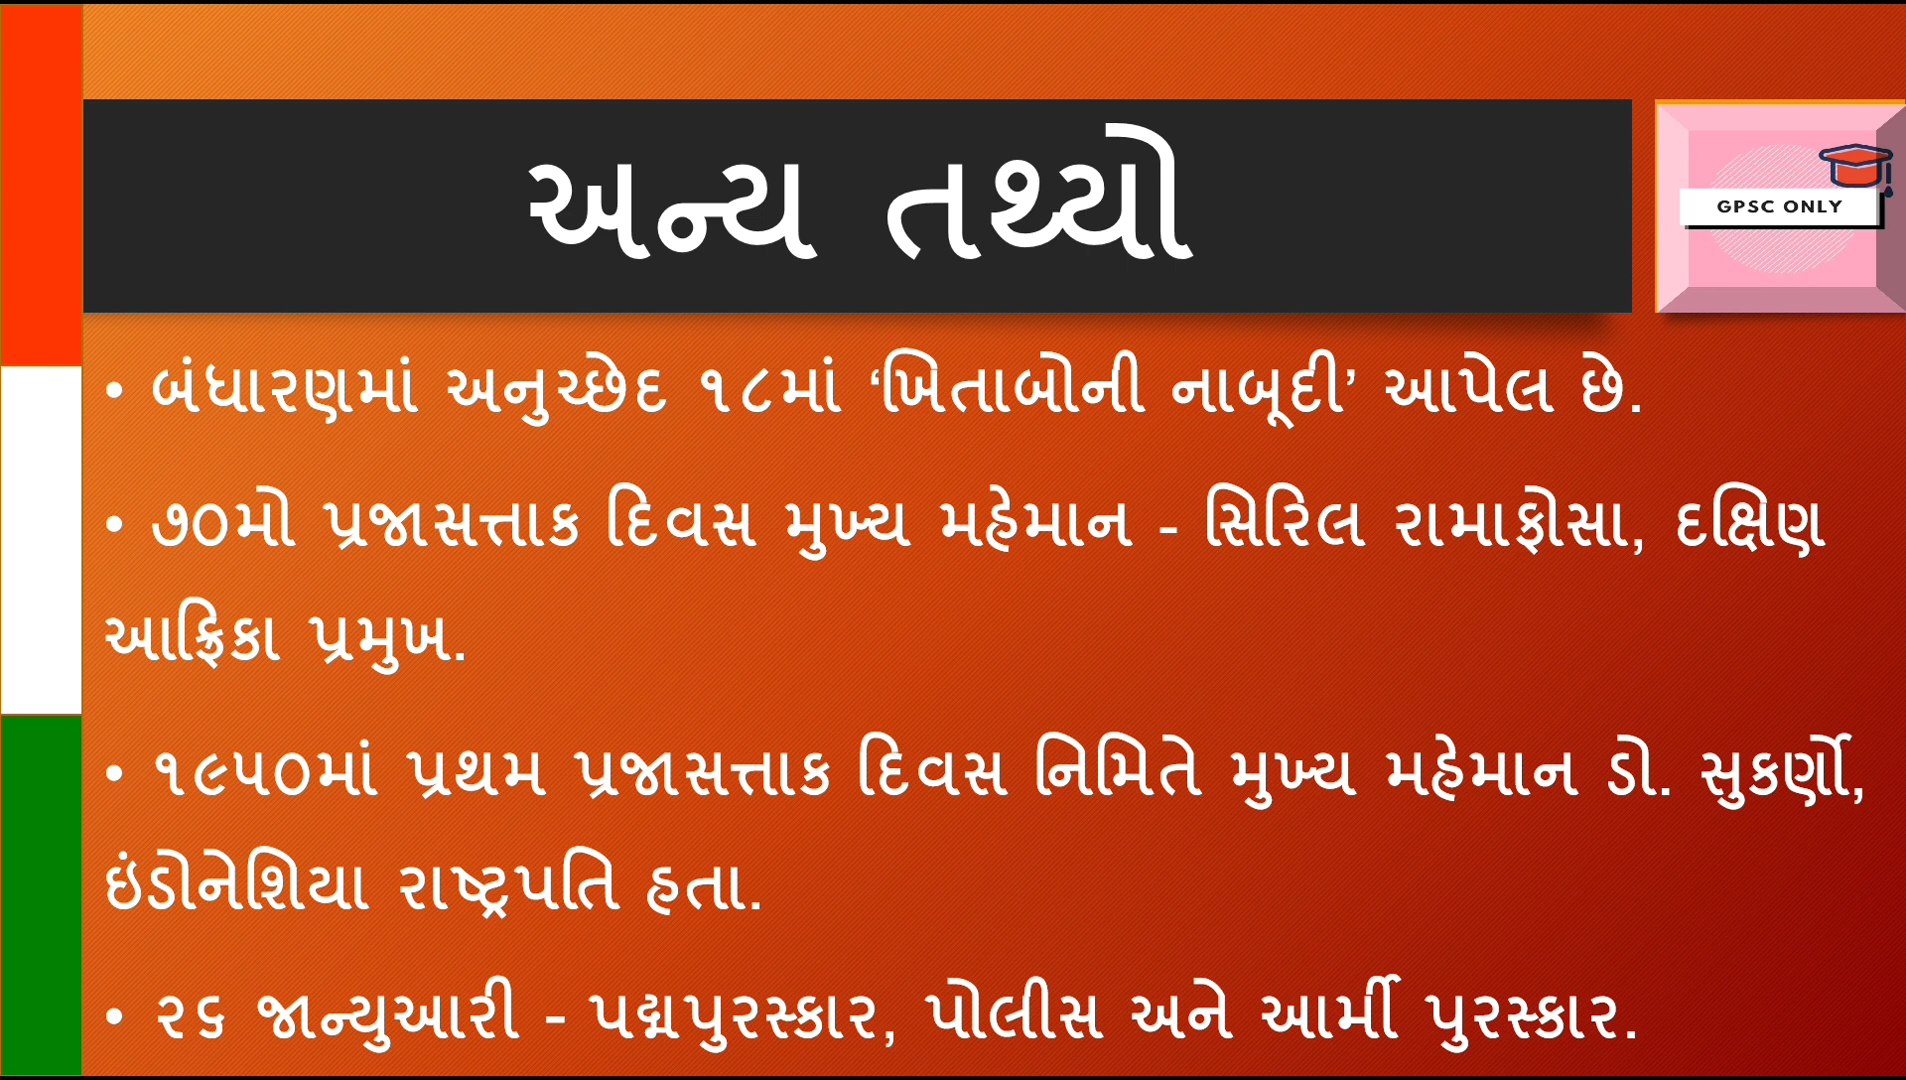 અન્ય તથ્યો
GPSC ONLY
• બંધારણમાં અનુચ્છેદ ૧૮માં ‘ખિતાબોની નાબૂદી’ આપેલ છે.
• ૭૦મો પ્રજાસત્તાક દિવસ મુખ્ય મહેમાન - સિરિલ રામાફોસા, દક્ષિણ
આફ્રિકા પ્રમુખ.
• ૧૯૫૦માં પ્રથમ પ્રજાસત્તાક દિવસ નિમિતે મુખ્ય મહેમાન ડો. સુકર્ણો,
ઇંડોનેશિયા રાષ્ટ્રપતિ હતા.
• ૨૬ જાન્યુઆરી - પદ્મપુરસ્કાર, પોલીસ અને આર્મી પુરસ્કાર.